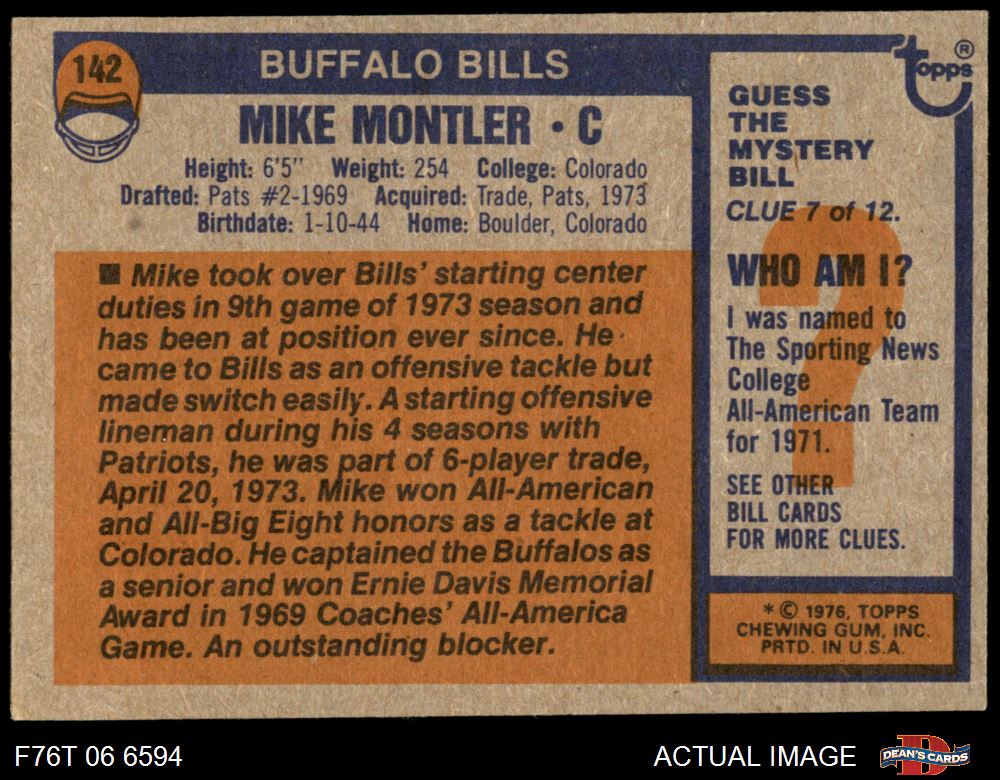 142
BUFFALO BILLS
MIKE MONTLER • C
Height: 6'5" Weight: 254 College: Colorado
Drafted: Pats #2-1969 Acquired: Trade, Pats, 1973
Birthdate: 1-10-44 Home: Boulder, Colorado
■ Mike took over Bills' starting center
duties in 9th game of 1973 season and
has been at position ever since. He
came to Bills as an offensive tackle but
made switch easily. A starting offensive
lineman during his 4 seasons with
Patriots, he was part of 6-player trade,
April 20, 1973. Mike won All-American
and All-Big Eight honors as a tackle at
Colorado. He captained the Buffalos as
a senior and won Ernie Davis Memorial
Award in 1969 Coaches' All-America
Game. An outstanding blocker.
topps ®
GUESS
THE
MYSTERY
BILL
CLUE 7 of 12.
WHO AM I?
I was named to
The Sporting News
College
All-American Team
for 1971.
SEE OTHER
BILL CARDS
FOR MORE CLUES.
?
* © 1976, TOPPS
CHEWING GUM, INC.
PRTD. IN U.S.A.
F76T 06 6594
ACTUAL IMAGE
DEAN'S CARDS